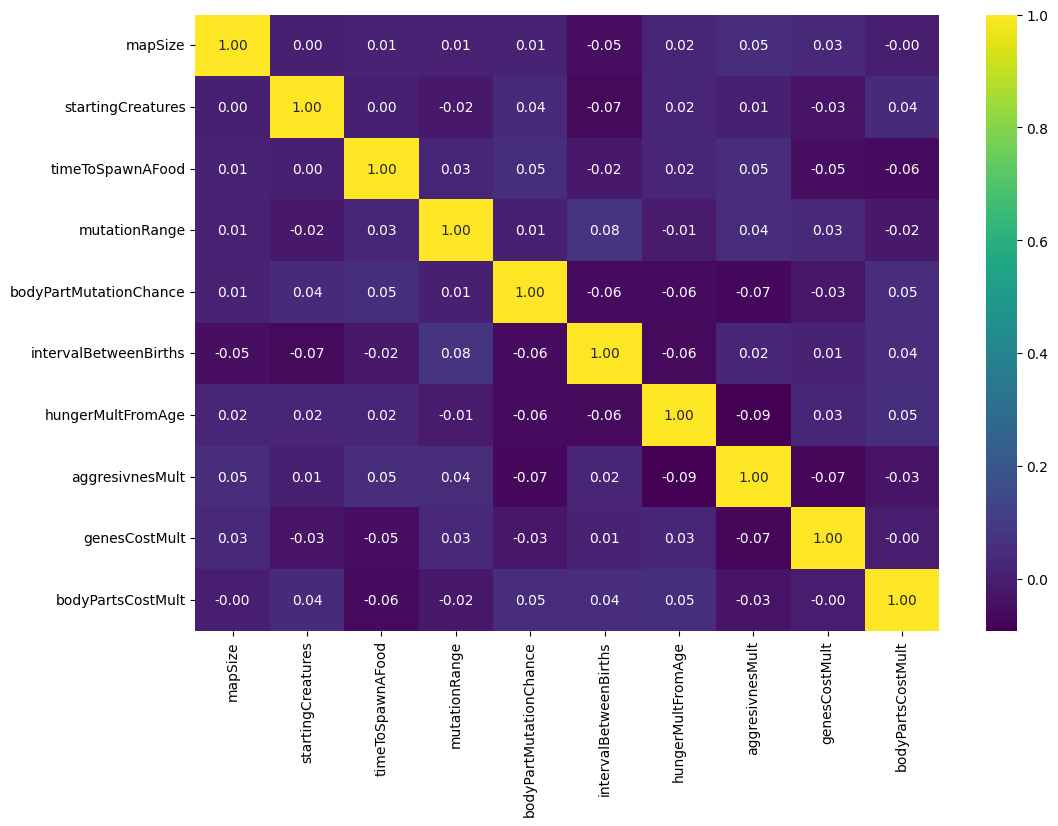 mapSize 1.00 0.00 0.01 0.01 0.01 -0.05 0.02 0.05 0.03 -0.00
startingCreatures 0.00 1.00 0.00 -0.02 0.04 -0.07 0.02 0.01 -0.03 0.04
timeToSpawnAFood 0.01 0.00 1.00 0.03 0.05 -0.02 0.02 0.05 -0.05 -0.06
mutationRange 0.01 -0.02 0.03 1.00 0.01 0.08 -0.01 0.04 0.03 -0.02
bodyPartMutationChance 0.01 0.04 0.05 0.01 1.00 -0.06 -0.06 -0.07 -0.03 0.05
intervalBetweenBirths -0.05 -0.07 -0.02 0.08 -0.06 1.00 -0.06 0.02 0.01 0.04
hungerMultFromAge 0.02 0.02 0.02 -0.01 -0.06 -0.06 1.00 -0.09 0.03 0.05
aggresivnesMult 0.05 0.01 0.05 0.04 -0.07 0.02 -0.09 1.00 -0.07 -0.03
genesCostMult 0.03 -0.03 -0.05 0.03 -0.03 0.01 0.03 -0.07 1.00 -0.00
bodyPartsCostMult -0.00 0.04 -0.06 -0.02 0.05 0.04 0.05 -0.03 -0.00 1.00
mapSize
startingCreatures
timeToSpawnAFood
mutationRange
bodyPartMutationChance
intervalBetweenBirths
hungerMultFromAge
aggresivnesMult
genesCostMult
bodyPartsCostMult
1.0
0.8
0.6
0.4
0.2
0.0